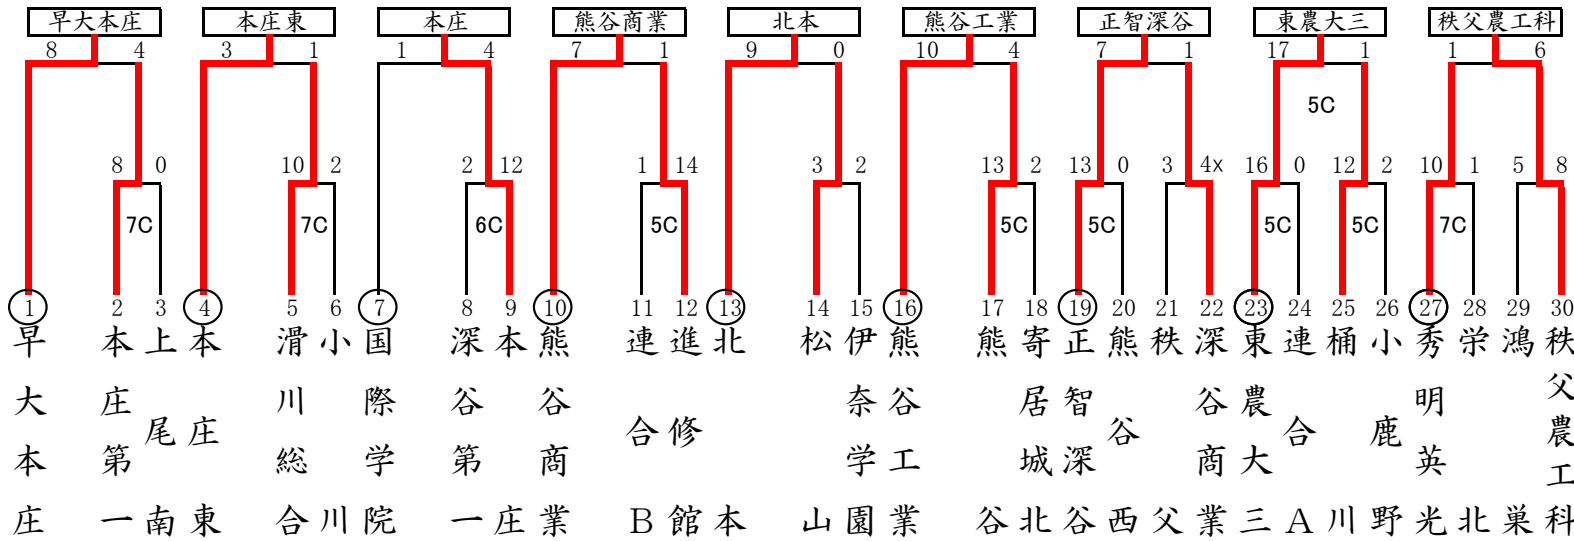 早大本庄 本庄東 本庄 熊谷商業 北本 熊谷工業 正智深谷 東農大三 秩父農工科
8 4 3 1 1 4 7 1 9 0 10 4 7 1 17 1 1 6
5C
8 0 10 2 2 12 1 14 3 2 13 2 13 0 3 4x 16 0 12 2 10 1 5 8
7C 7C 6C 5C 5C 5C 5C 5C 7C
1 2 3 4 5 6 7 8 9 10 11 12 13 14 15 16 17 18 19 20 21 22 23 24 25 26 27 28 29 30
早大本庄
本庄第一
上尾南
本庄東
滑川総合
小川
国際学院
深谷第一
本庄
熊谷商業
連合B
進修館
北本
松山
伊奈学園
熊谷工業
熊谷
寄居城北
正智深谷
熊谷西
秩父
深谷商業
東農大三
連合A
桶川
小鹿野
秀明英光
栄北
鴻巣
秩父農工科